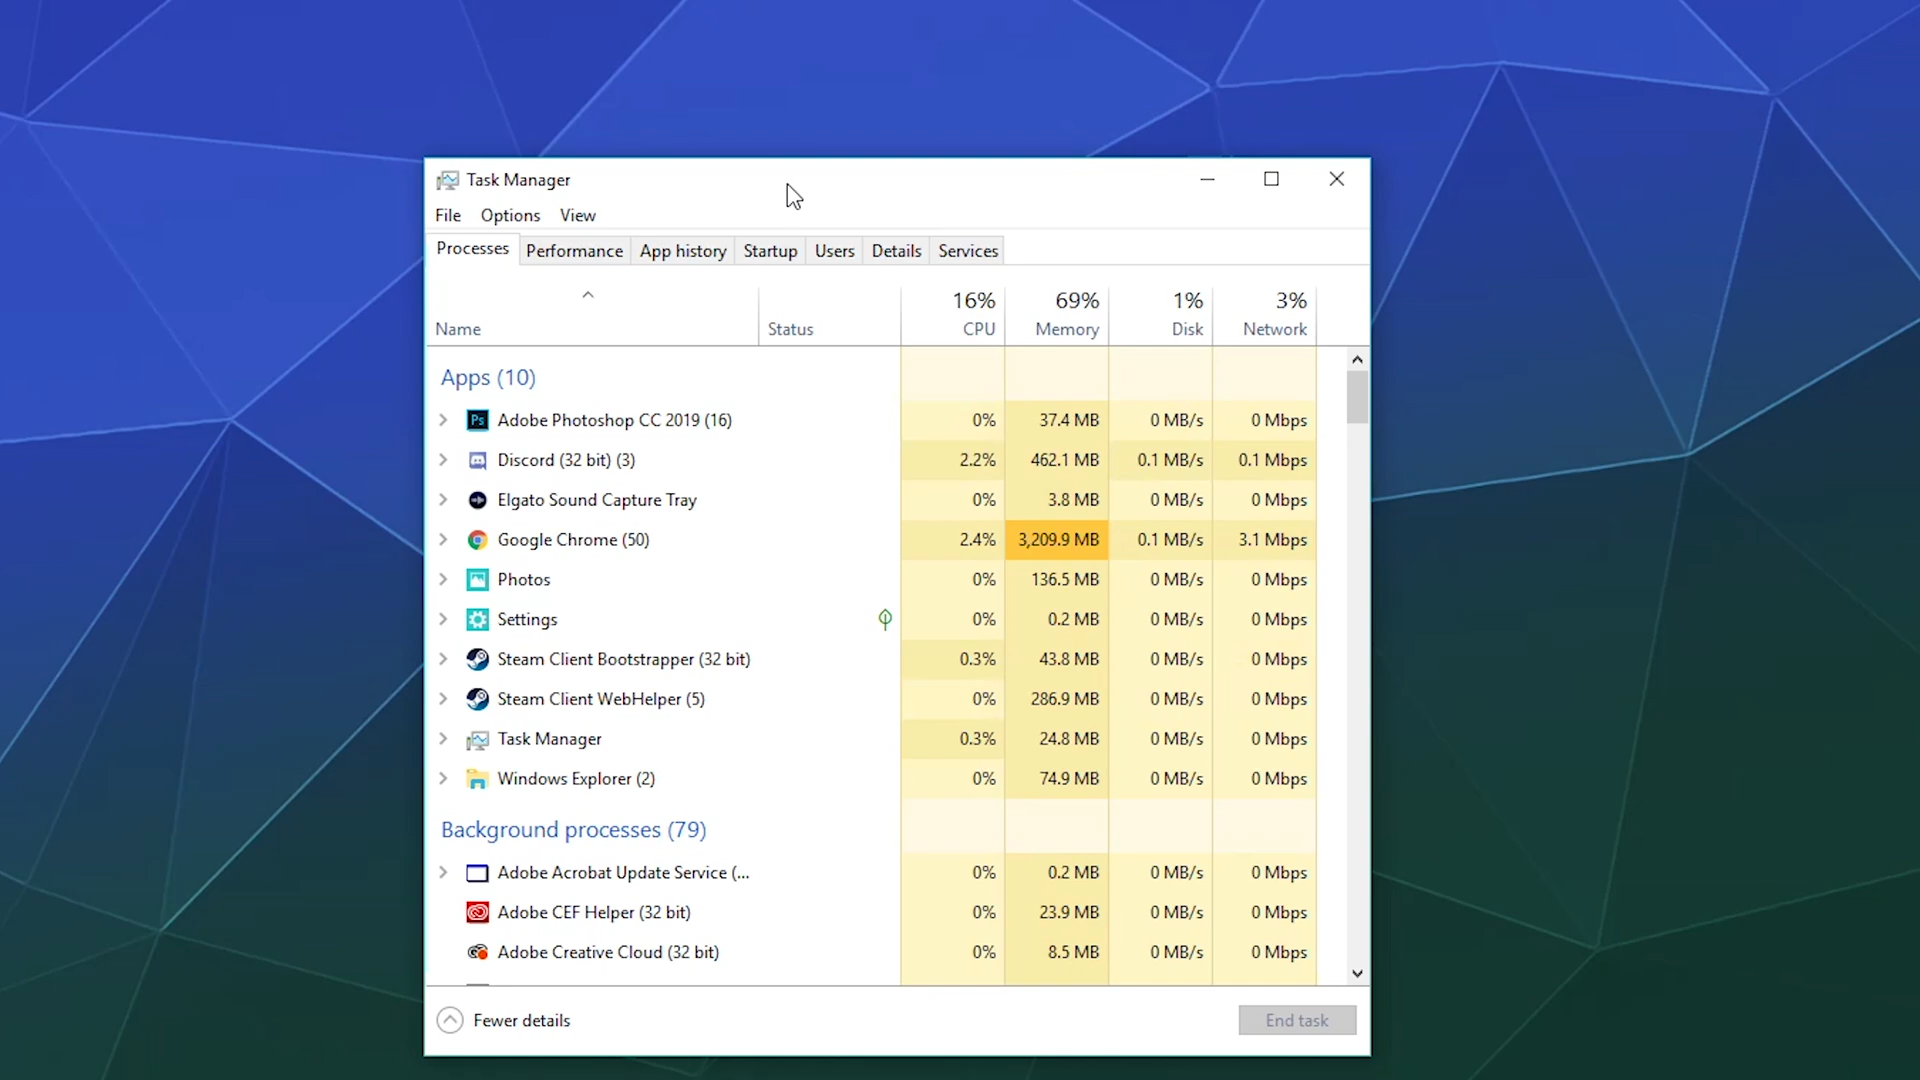 Task Manager
File Options View
Processes Performance App history Startup Users Details Services
16% 69% 1% 3%
Name Status CPU Memory Disk Network
Apps (10)
Ps Adobe Photoshop CC 2019 (16) 0% 37.4 MB 0 MB/s 0 Mbps
Discord (32 bit) (3) 2.2% 462.1 MB 0.1 MB/s 0.1 Mbps
Elgato Sound Capture Tray 0% 3.8 MB 0 MB/s 0 Mbps
Google Chrome (50) 2.4% 3,209.9 MB 0.1 MB/s 3.1 Mbps
Photos 0% 136.5 MB 0 MB/s 0 Mbps
Settings 0% 0.2 MB 0 MB/s 0 Mbps
Steam Client Bootstrapper (32 bit) 0.3% 43.8 MB 0 MB/s 0 Mbps
Steam Client WebHelper (5) 0% 286.9 MB 0 MB/s 0 Mbps
Task Manager 0.3% 24.8 MB 0 MB/s 0 Mbps
Windows Explorer (2) 0% 74.9 MB 0 MB/s 0 Mbps
Background processes (79)
Adobe Acrobat Update Service (... 0% 0.2 MB 0 MB/s 0 Mbps
Adobe CEF Helper (32 bit) 0% 23.9 MB 0 MB/s 0 Mbps
Adobe Creative Cloud (32 bit) 0% 8.5 MB 0 MB/s 0 Mbps
Fewer details End task